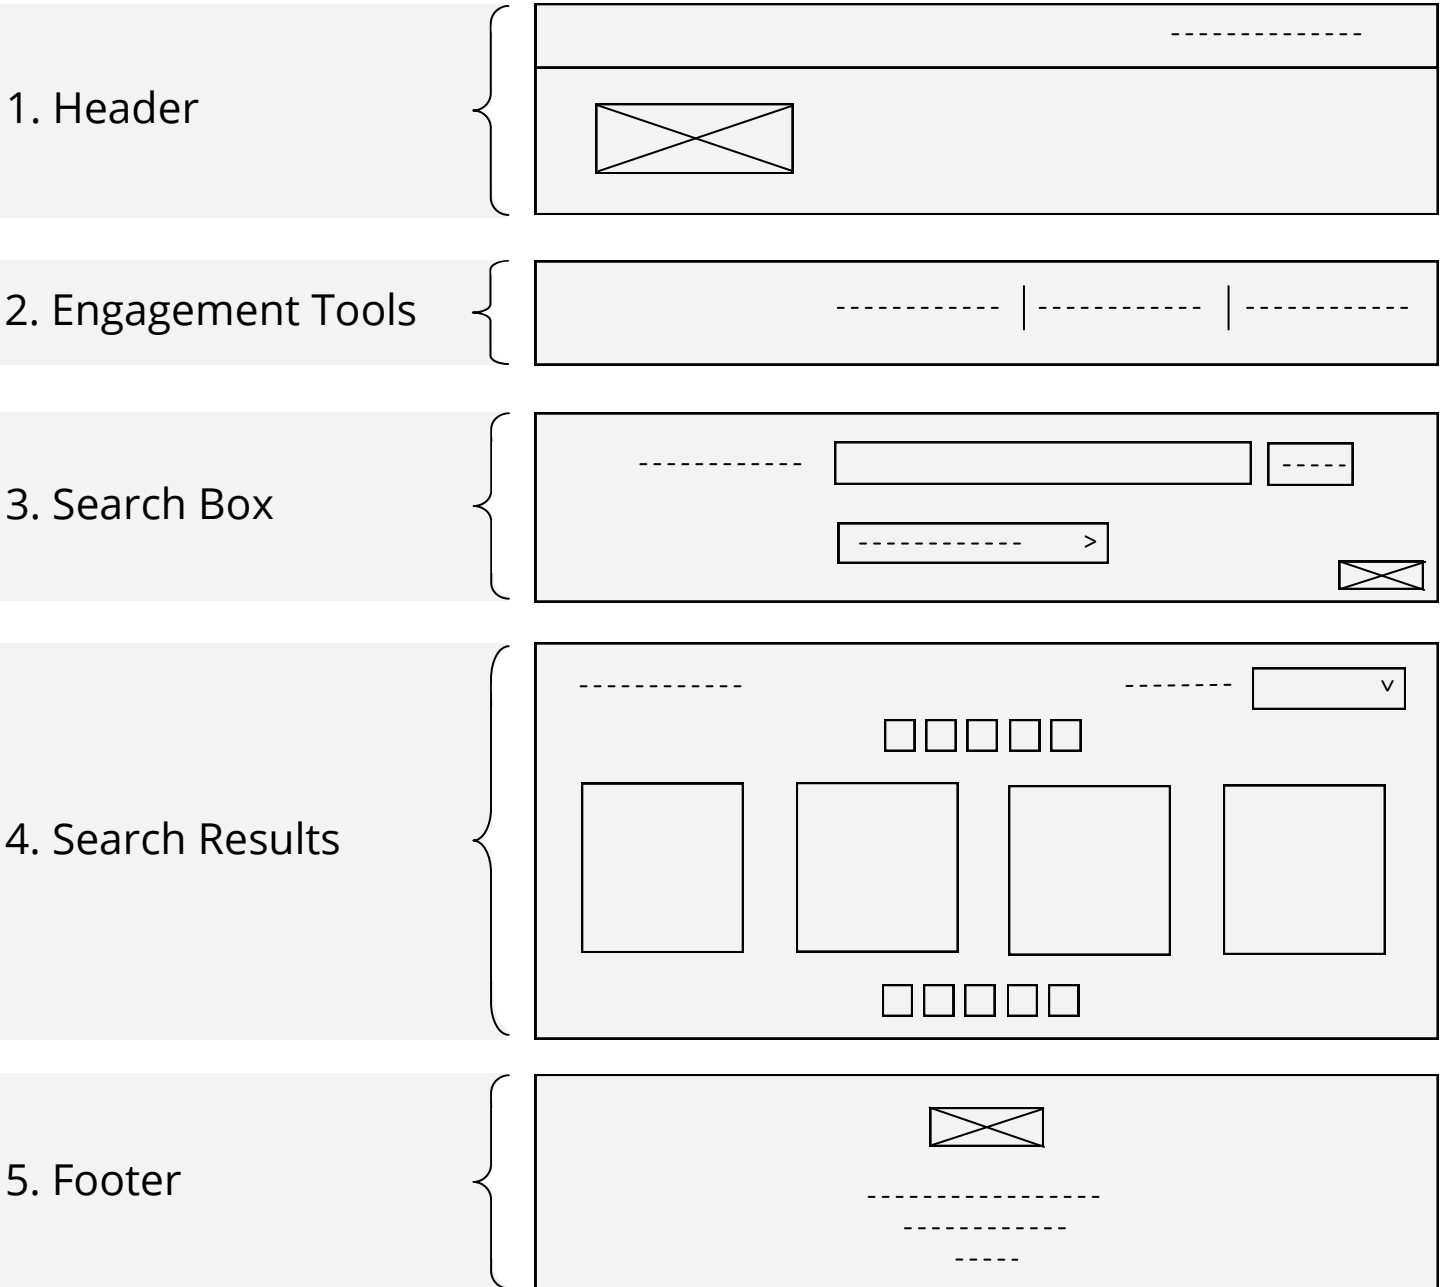 1. Header
2. Engagement Tools
3. Search Box
>
4. Search Results
>
5. Footer